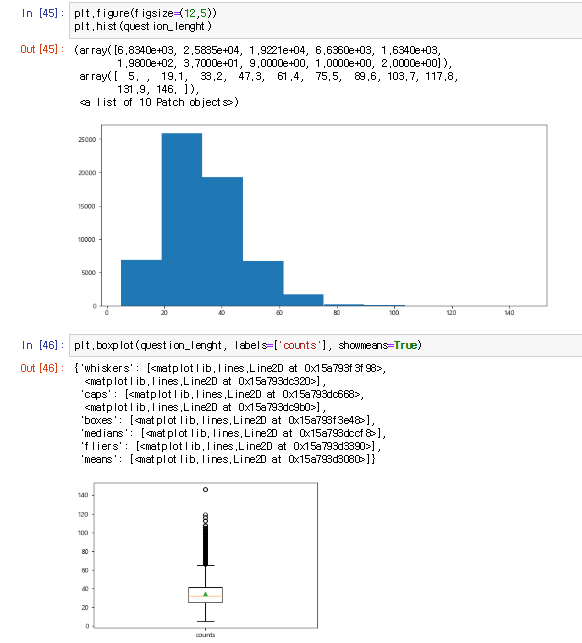 In [45]: plt.figure(figsize=(12,5))
plt.hist(question_lenght)
Out[45]: (array([6.8340e+03, 2.5835e+04, 1.9221e+04, 6.6360e+03, 1.6340e+03,
1.9800e+02, 3.7000e+01, 9.0000e+00, 1.0000e+00, 2.0000e+00]),
array([ 5. , 19.1, 33.2, 47.3, 61.4, 75.5, 89.6, 103.7, 117.8,
131.9, 146. ]),
<a list of 10 Patch objects>)
25000
20000
15000
10000
5000
0
0 20 40 60 80 100 120 140
In [46]: plt.boxplot(question_lenght, labels=['counts'], showmeans=True)
Out[46]: {'whiskers': [<matplotlib.lines.Line2D at 0x15a793f3f98>,
<matplotlib.lines.Line2D at 0x15a793dc320>],
'caps': [<matplotlib.lines.Line2D at 0x15a793dc668>,
<matplotlib.lines.Line2D at 0x15a793dc9b0>],
'boxes': [<matplotlib.lines.Line2D at 0x15a793f3e48>],
'medians': [<matplotlib.lines.Line2D at 0x15a793dccf8>],
'fliers': [<matplotlib.lines.Line2D at 0x15a793d3390>],
'means': [<matplotlib.lines.Line2D at 0x15a793d3080>]}
140
120
100
80
60
40
20
0
counts